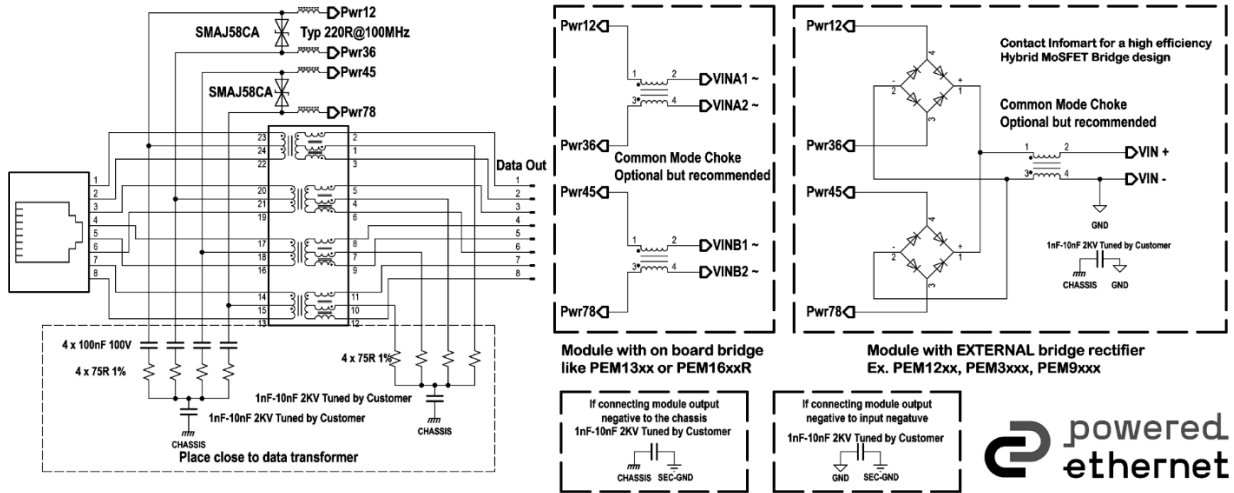 Pwr12
SMAJ58CA
Typ 220R@100MHz
Pwr36
Pwr45
SMAJ58CA
Pwr78
23
24
22
2
1
3
20
21
19
5
4
6
17
18
16
8
7
9
14
15
13
11
10
12
1
2
3
4
5
6
7
8
Data Out
1
2
3
4
5
6
7
8
4 x 100nF 100V
4 x 75R 1%
4 x 75R 1%
1nF-10nF 2KV Tuned by Customer
1nF-10nF 2KV Tuned by Customer
CHASSIS
CHASSIS
Place close to data transformer
Pwr12
1
2
VINA1 ~
3
4
VINA2 ~
Pwr36
Common Mode Choke
Optional but recommended
Pwr45
1
2
VINB1 ~
3
4
VINB2 ~
Pwr78
Module with on board bridge
like PEM13xx or PEM16xxR
Pwr12
4
-
2
+
1
3
Contact Infomart for a high efficiency
Hybrid MoSFET Bridge design
Common Mode Choke
Optional but recommended
Pwr36
1
2
VIN +
3
4
VIN -
GND
Pwr45
4
-
2
+
1
3
1nF-10nF 2KV Tuned by Customer
CHASSIS
GND
Pwr78
Module with EXTERNAL bridge rectifier
Ex. PEM12xx, PEM3xxx, PEM9xxx
If connecting module output
negative to the chassis
1nF-10nF 2KV Tuned by Customer
CHASSIS SEC-GND
If connecting module output
negative to input negatuve
1nF-10nF 2KV Tuned by Customer
GND SEC-GND
powered
ethernet